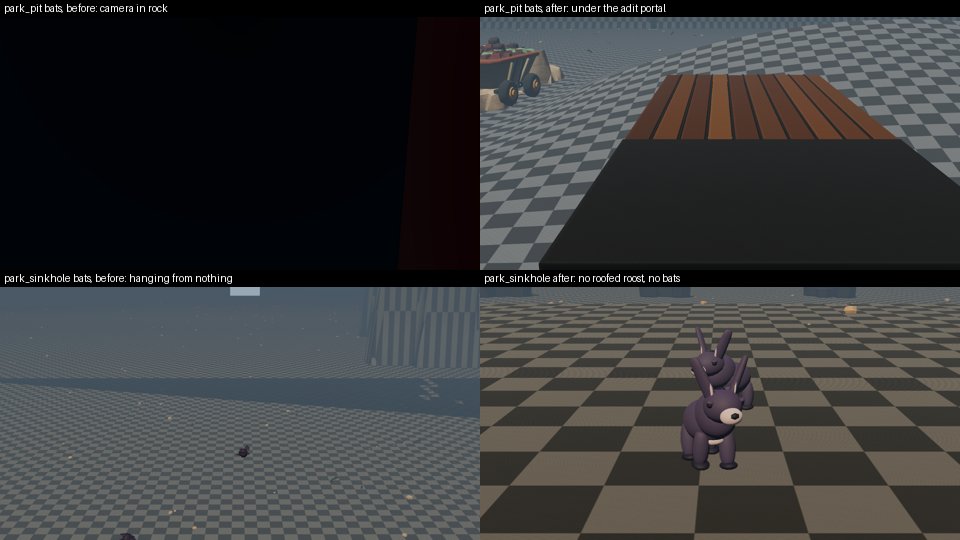 park_pit bats, before: camera in rock
park_pit bats, after: under the adit portal
park_sinkhole bats, before: hanging from nothing
park_sinkhole after: no roofed roost, no bats